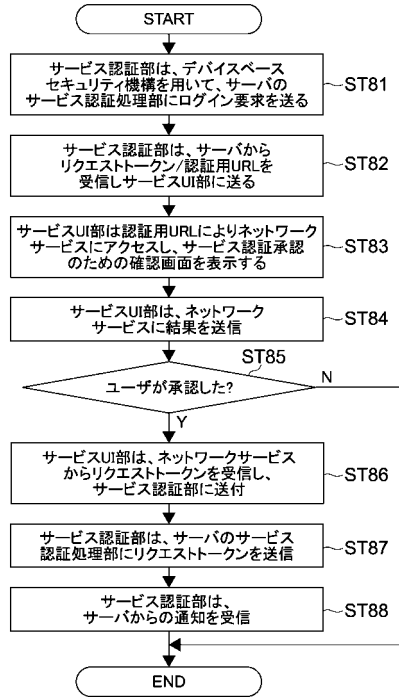 START
サービス認証部は、デバイスベース
セキュリティ機構を用いて、サーバの
サービス認証処理部にログイン要求を送る
ST81
サービス認証部は、サーバから
リクエストトークン/認証用URLを
受信しサービスUI部に送る
ST82
サービスUI部は認証用URLによりネットワーク
サービスにアクセスし、サービス認証承認
のための確認画面を表示する
ST83
サービスUI部は、ネットワーク
サービスに結果を送信
ST84
ST85
ユーザが承認した?
N
Y
サービスUI部は、ネットワークサービス
からリクエストトークンを受信し、
サービス認証部に送付
ST86
サービス認証部は、サーバのサービス
認証処理部にリクエストトークンを送信
ST87
サービス認証部は、
サーバからの通知を受信
ST88
END